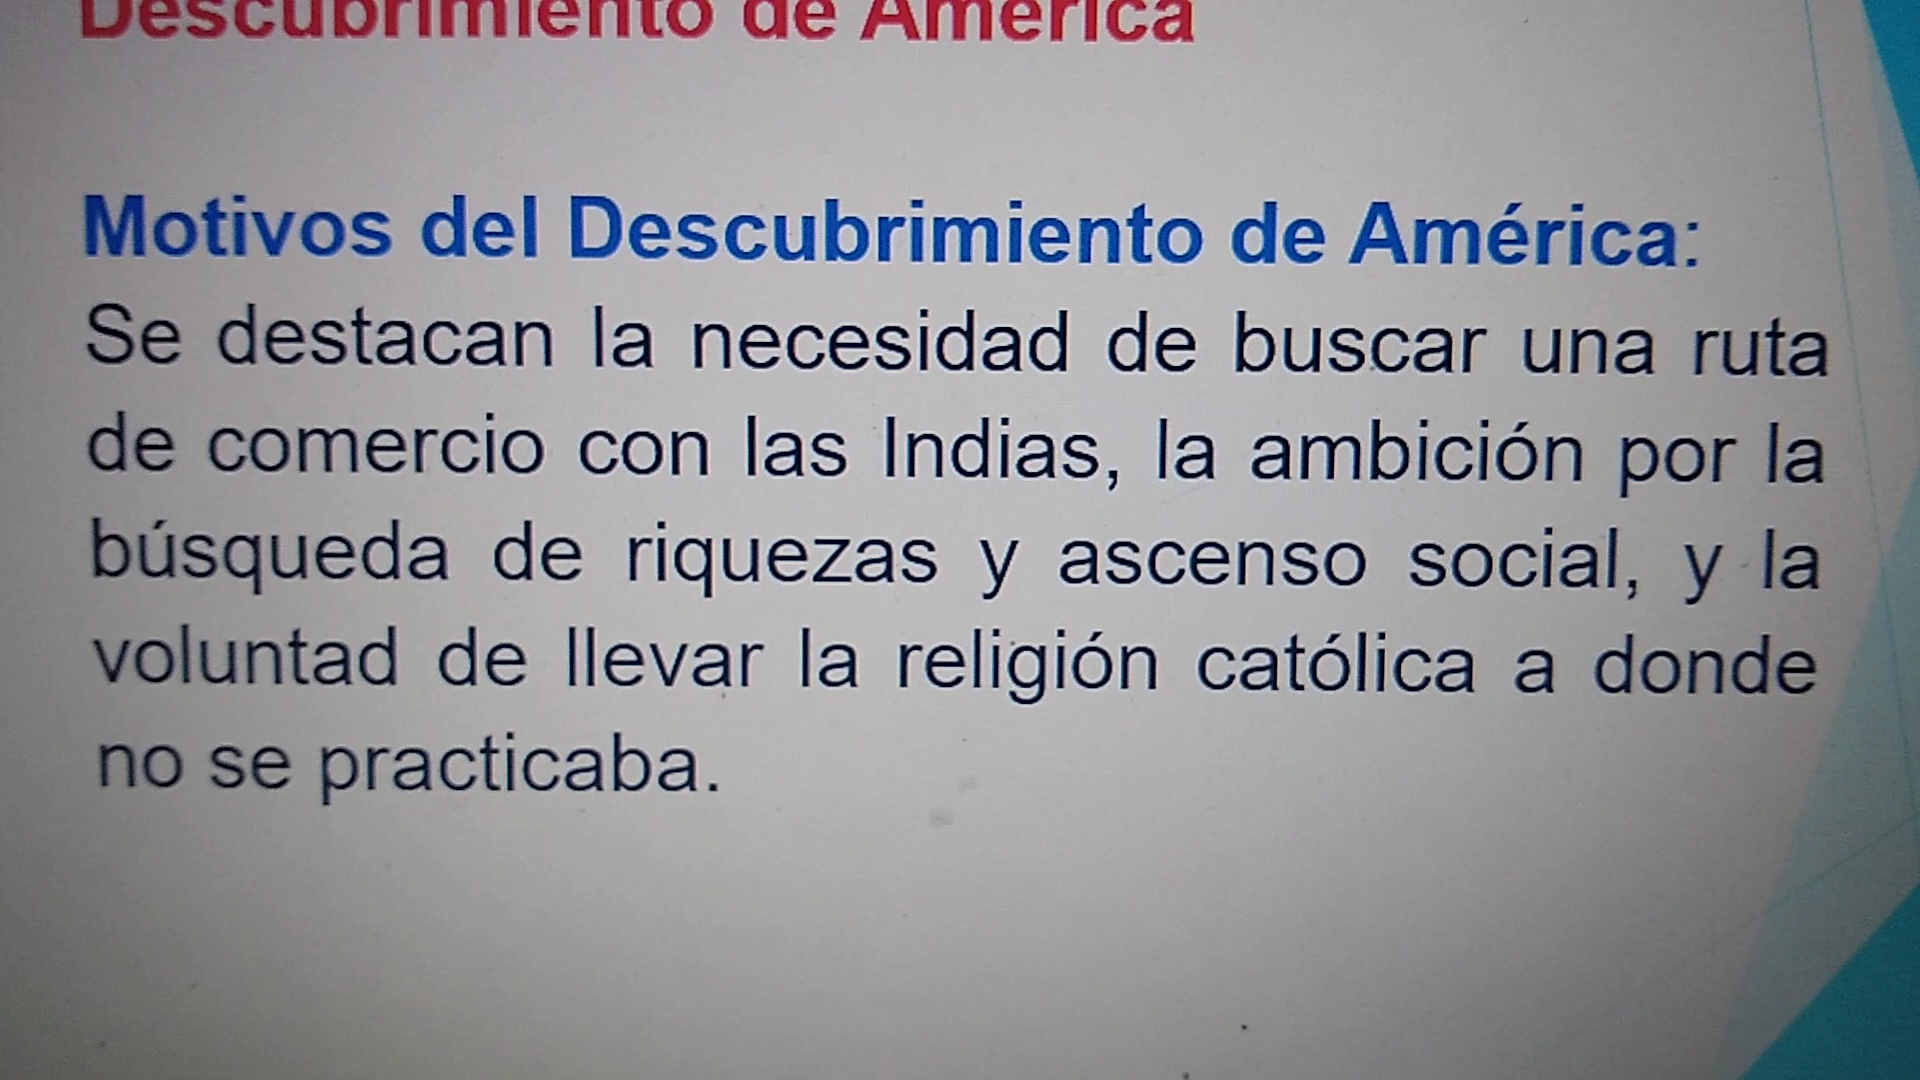 Descubrimiento de América
Motivos del Descubrimiento de América:
Se destacan la necesidad de buscar una ruta
de comercio con las Indias, la ambición por la
búsqueda de riquezas y ascenso social, y la
voluntad de llevar la religión católica a donde
no se practicaba.